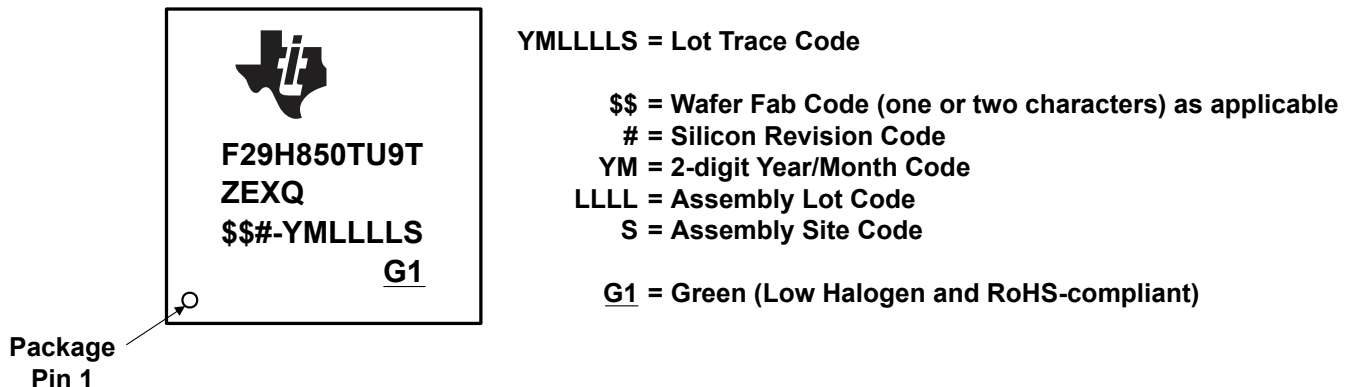 F29H850TU9T
ZEXQ
$$#-YMLLLLS
G1
Package
Pin 1
YMLLLLS = Lot Trace Code
$$ = Wafer Fab Code (one or two characters) as applicable
# = Silicon Revision Code
YM = 2-digit Year/Month Code
LLLL = Assembly Lot Code
S = Assembly Site Code
G1 = Green (Low Halogen and RoHS-compliant)